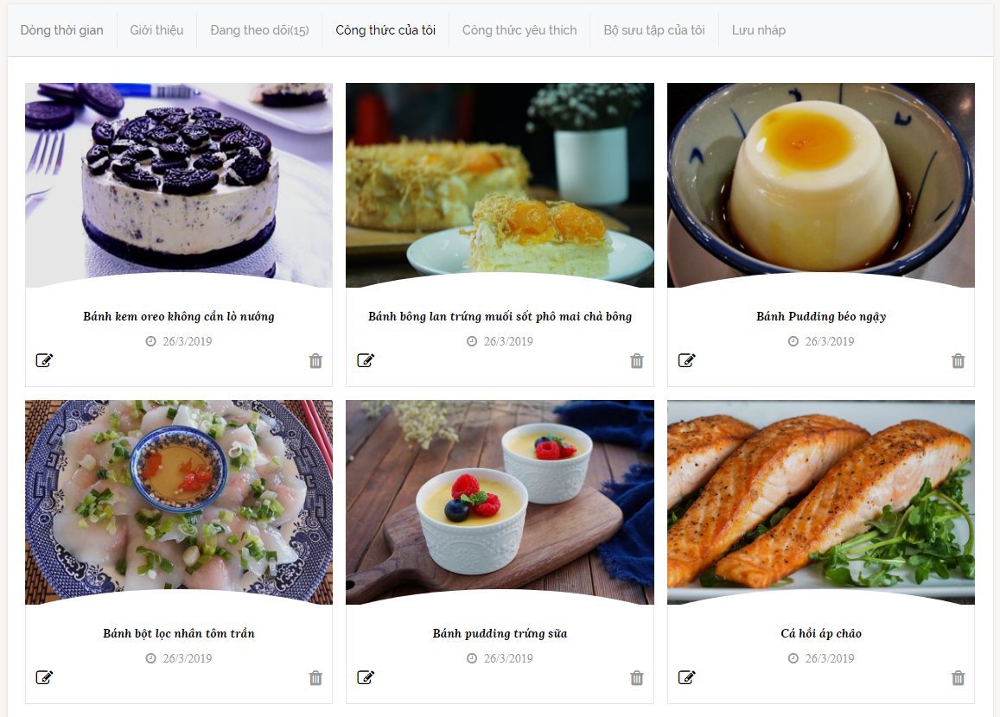 Dòng thời gian
Giới thiệu
Đang theo dõi(15)
Công thức của tôi
Công thức yêu thích
Bộ sưu tập của tôi
Lưu nháp
Bánh kem oreo không cần lò nướng
Bánh bông lan trứng muối sốt phô mai chà bông
Bánh Pudding béo ngậy
26/3/2019
26/3/2019
26/3/2019
Bánh bột lọc nhân tôm trần
Bánh pudding trứng sữa
Cá hồi áp chảo
26/3/2019
26/3/2019
26/3/2019